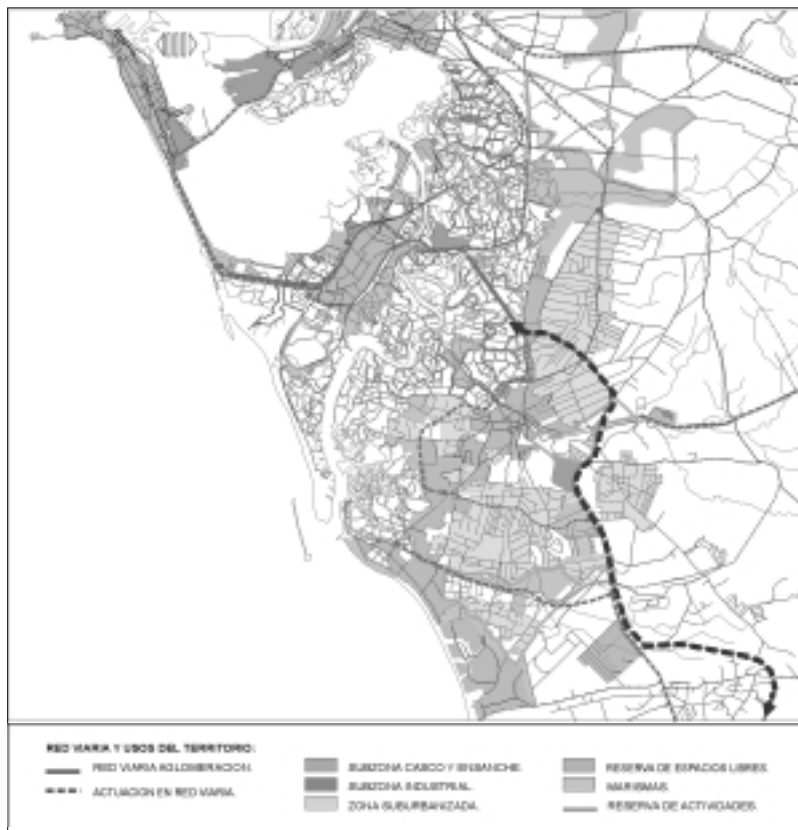 RED VIARIA Y USOS DEL TERRITORIO:
RED VIARIA AGLOMERACION.
ACTUACION EN RED VIARIA
SUBZONA CASCO Y ENSANCHE.
SUBZONA INDUSTRIAL.
ZONA SUBURBANIZADA.
RESERVA DE ESPACIOS LIBRES.
MARISMAS
RESERVA DE ACTIVIDADES.